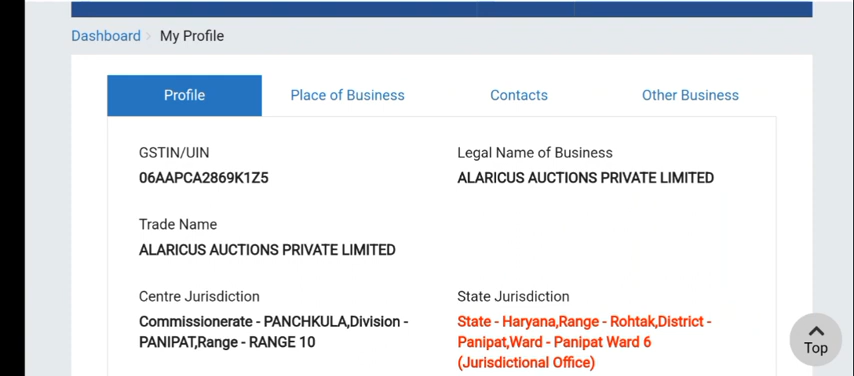 Dashboard > My Profile
Profile Place of Business Contacts Other Business
GSTIN/UIN
06AAPCA2869K1Z5
Legal Name of Business
ALARICUS AUCTIONS PRIVATE LIMITED
Trade Name
ALARICUS AUCTIONS PRIVATE LIMITED
Centre Jurisdiction
Commissionerate - PANCHKULA,Division -
PANIPAT,Range - RANGE 10
State Jurisdiction
State - Haryana,Range - Rohtak,District -
Panipat,Ward - Panipat Ward 6
(Jurisdictional Office)
Top